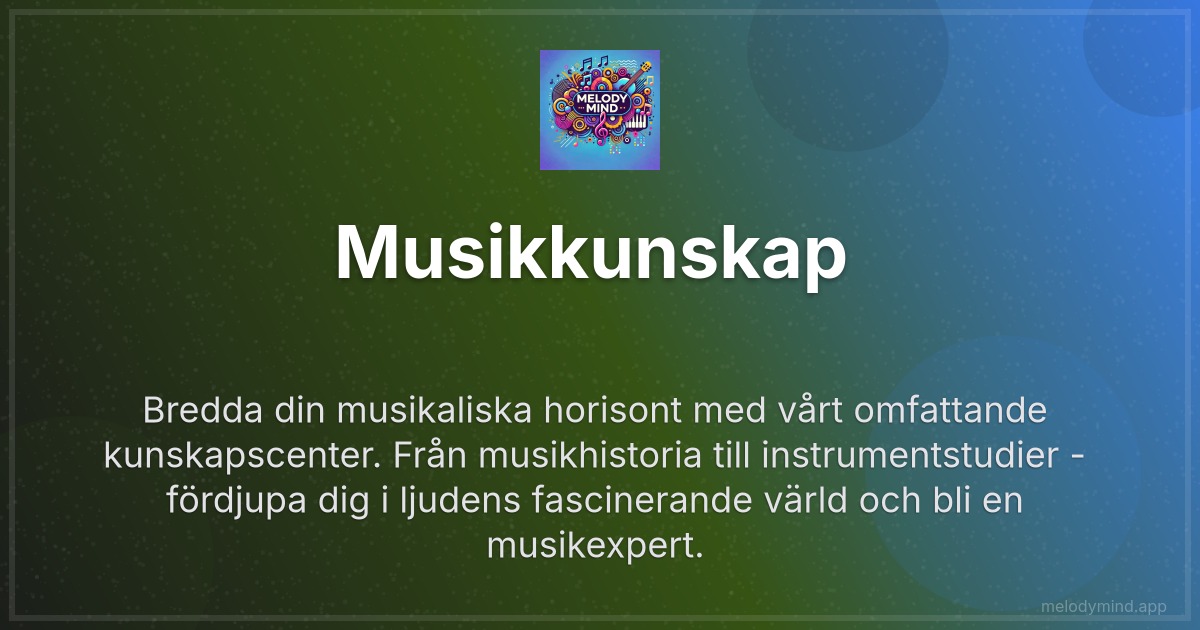 MELODY
MIND
Musikkunskap
Bredda din musikaliska horisont med vårt omfattande
kunskapscenter. Från musikhistoria till instrumentstudier -
fördjupa dig i ljudens fascinerande värld och bli en
musikexpert.
melodymind.app